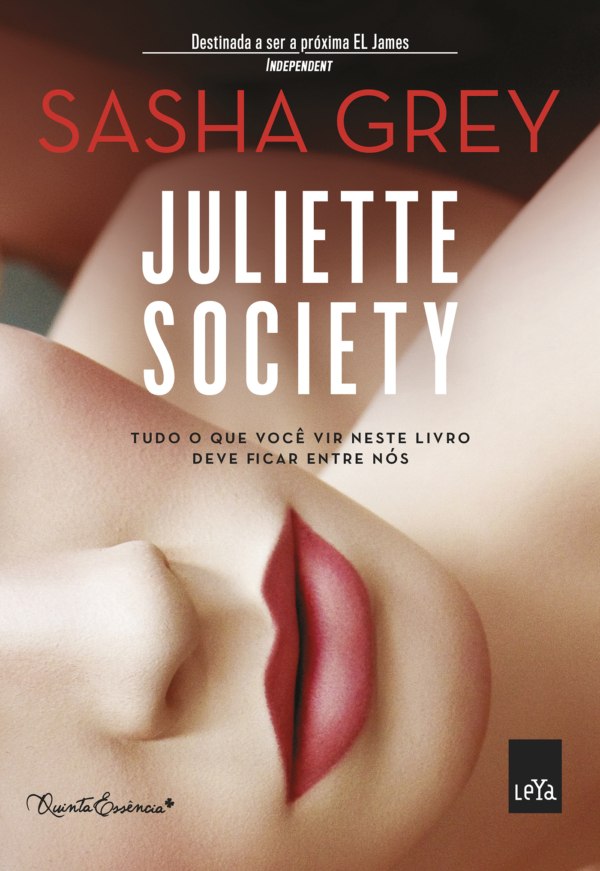 Destinada a ser a próxima EL James
INDEPENDENT
SASHA GREY
JULIETTE
SOCIETY
TUDO O QUE VOCÊ VIR NESTE LIVRO
DEVE FICAR ENTRE NÓS
QuintaEssência
LeYa